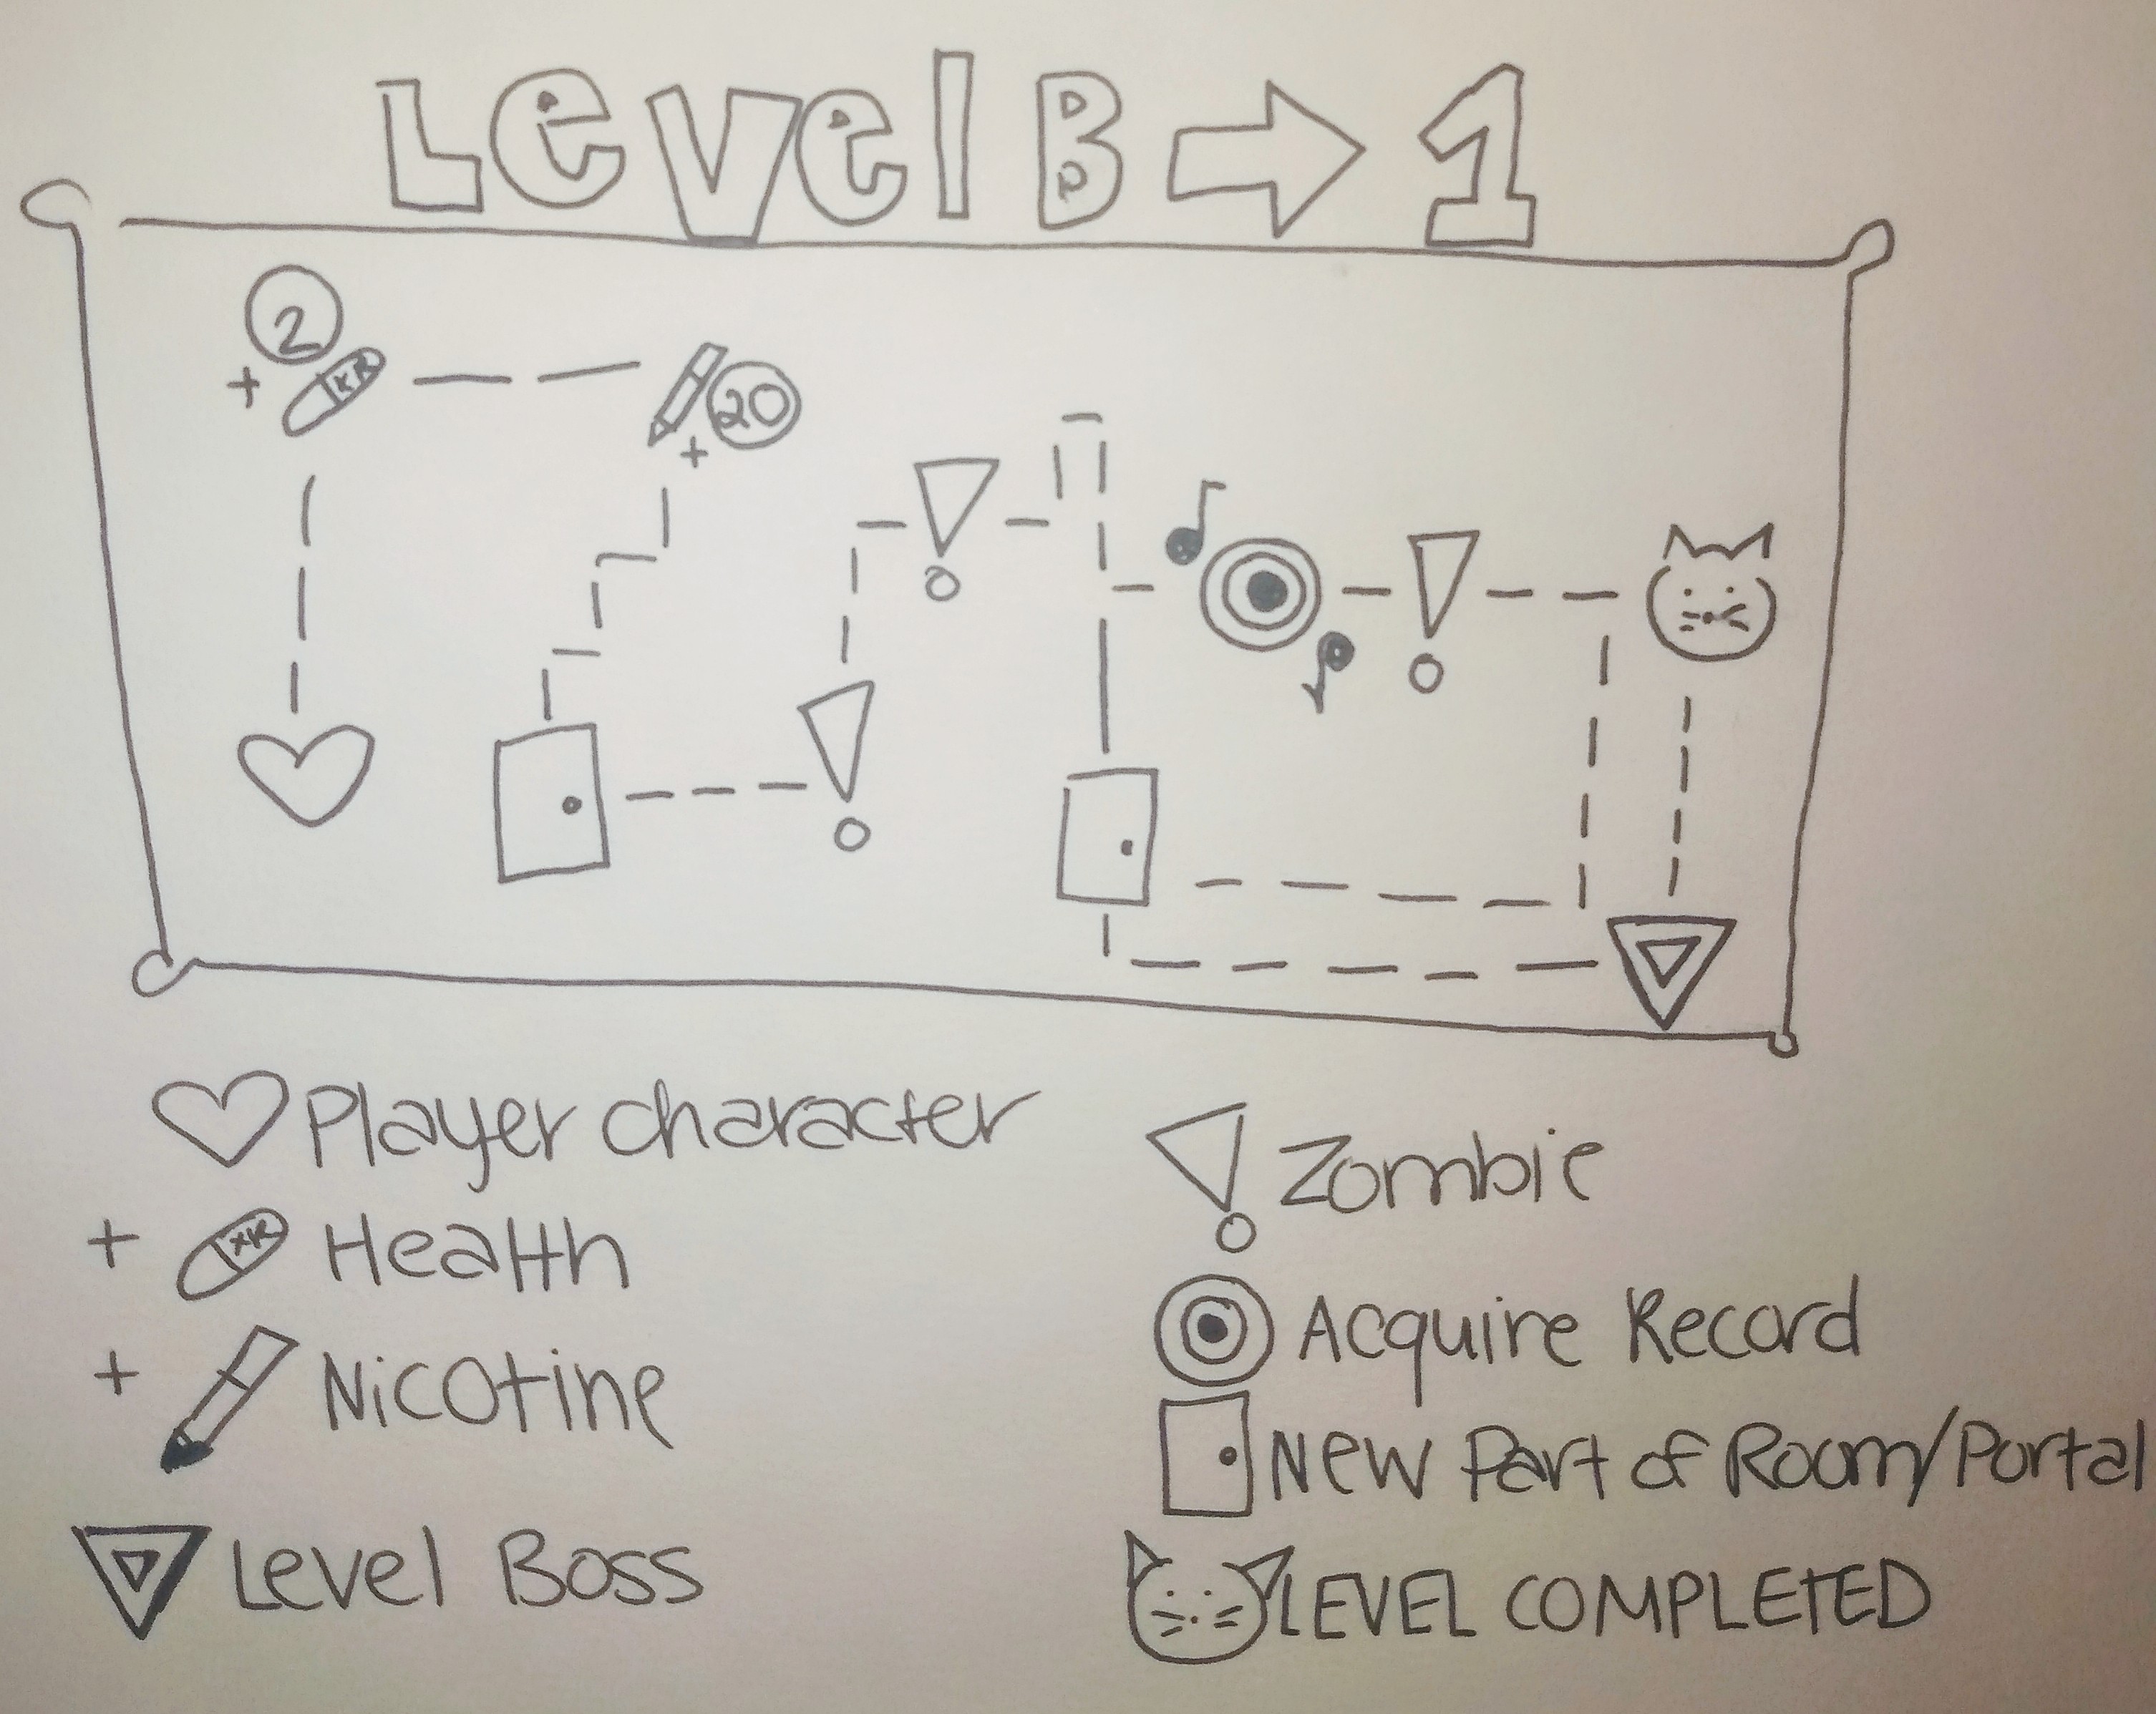 Level B → 1
2
+
20
+
Player character
+ Health
+ Nicotine
Level Boss
Zombie
Acquire Record
New Part of Room/Portal
LEVEL COMPLETED